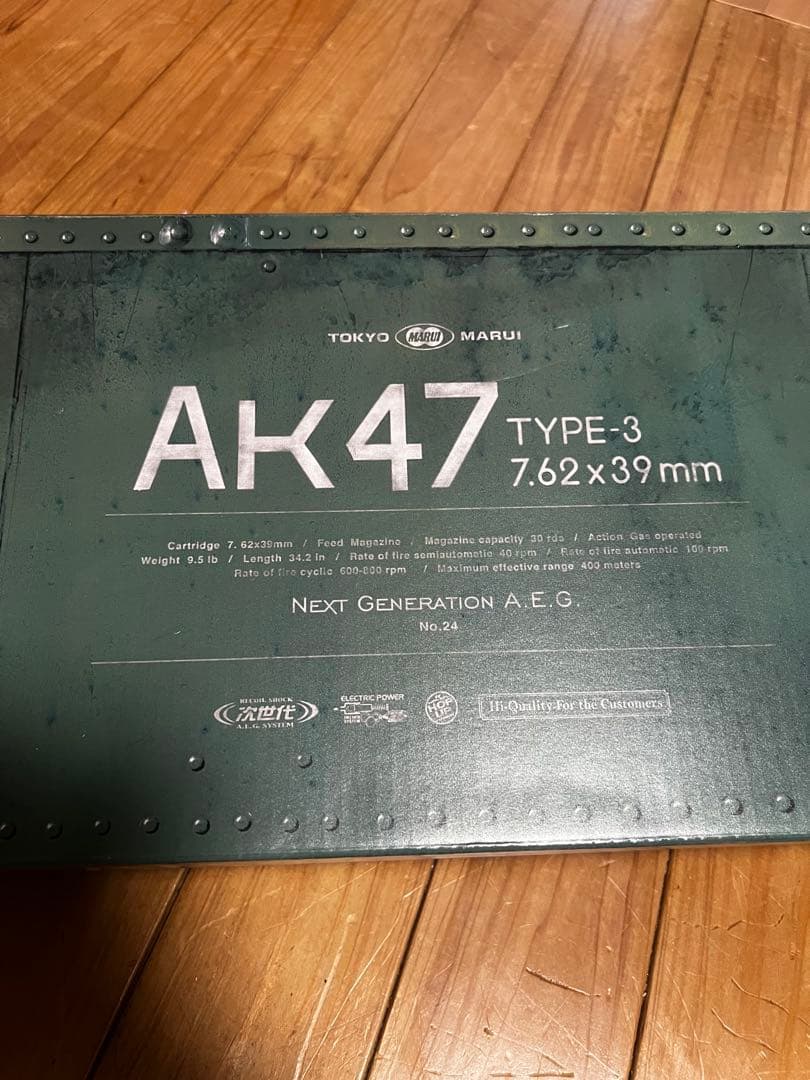 TOKYO MARUI MARUI
AK47 TYPE-3
7.62x39mm
Cartridge 7. 62x39mm / Feed Magazine / Magazine capacity 30 rds / Action Gas operated
Weight 9.5 lb / Length 34.2 in / Rate of fire semiautomatic 40 rpm / Rate of fire automatic 100 rpm
Rate of fire cyclic 600-800 rpm / Maximum effective range 400 meters
NEXT GENERATION A.E.G.
No.24
RECOIL SHOCK
次世代
A.E.G. SYSTEM
ELECTRIC POWER
HOP UP
Hi-Quality For the Customers